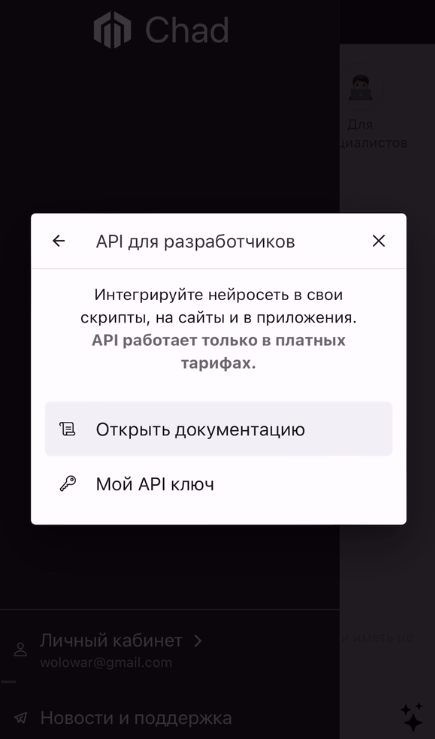 Chad
Для
циалистов
API для разработчиков
Интегрируйте нейросеть в свои
скрипты, на сайты и в приложения.
API работает только в платных
тарифах.
Открыть документацию
Мой API ключ
Личный кабинет
wolowar@gmail.com
Новости и поддержка